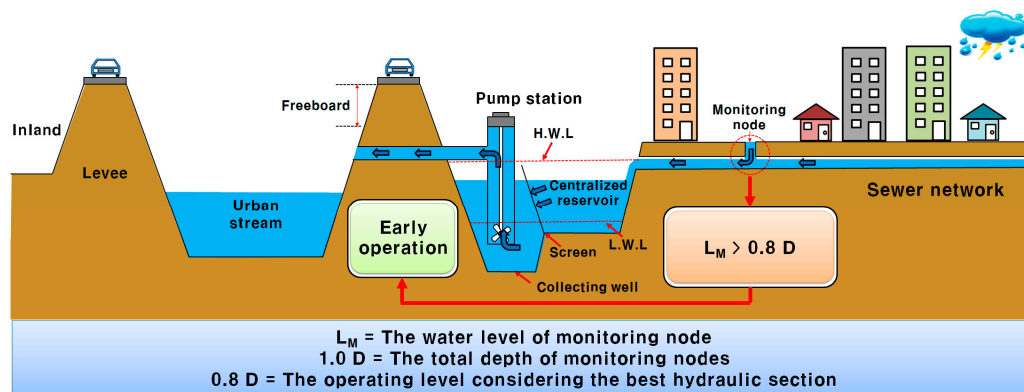 Freeboard
Pump station
Monitoring
node
Inland
H.W.L
Levee
Centralized
reservoir
Sewer network
Urban
stream
Early
operation
L.W.L
Screen
L_M > 0.8 D
Collecting well
L_M = The water level of monitoring node
1.0 D = The total depth of monitoring nodes
0.8 D = The operating level considering the best hydraulic section